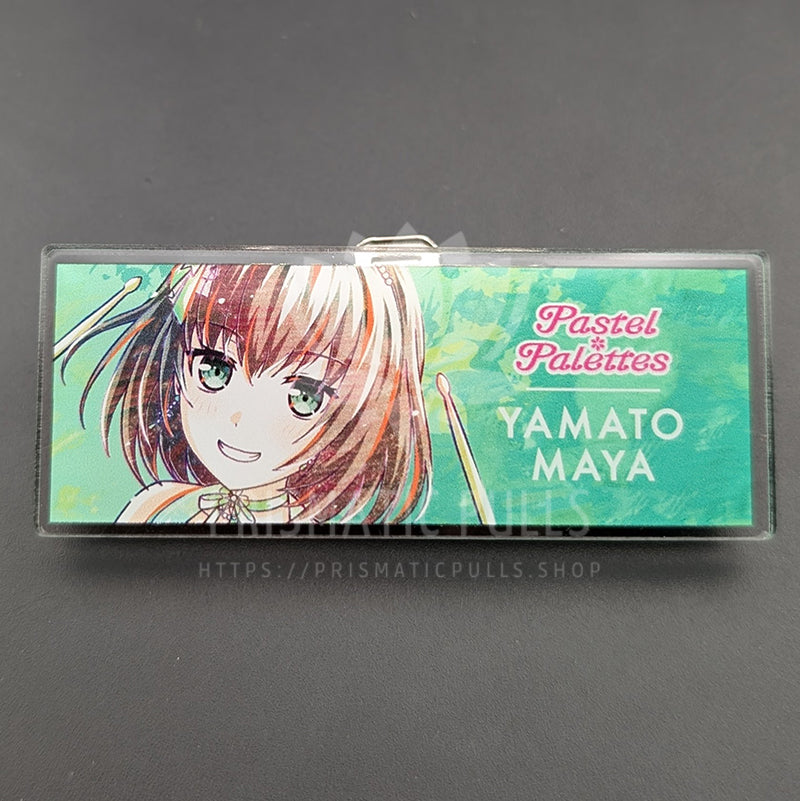 Pastel
Palettes
YAMATO
MAYA
PRISMATIC PULLS
HTTPS://PRISMATICPULLS.SHOP